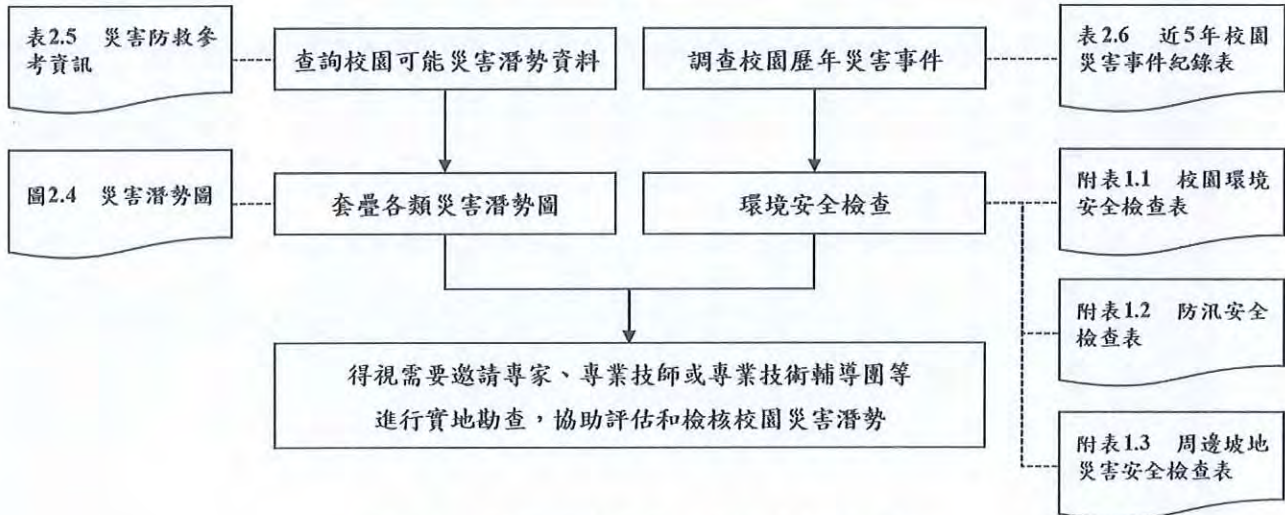 表2.5 災害防救參
考資訊
查詢校園可能災害潛勢資料
調查校園歷年災害事件
表2.6 近5年校園
災害事件紀錄表
圖2.4 災害潛勢圖
套疊各類災害潛勢圖
環境安全檢查
附表1.1 校園環境
安全檢查表
附表1.2 防汛安全
檢查表
得視需要邀請專家、專業技師或專業技術輔導團等
進行實地勘查，協助評估和檢核校園災害潛勢
附表1.3 周邊坡地
災害安全檢查表